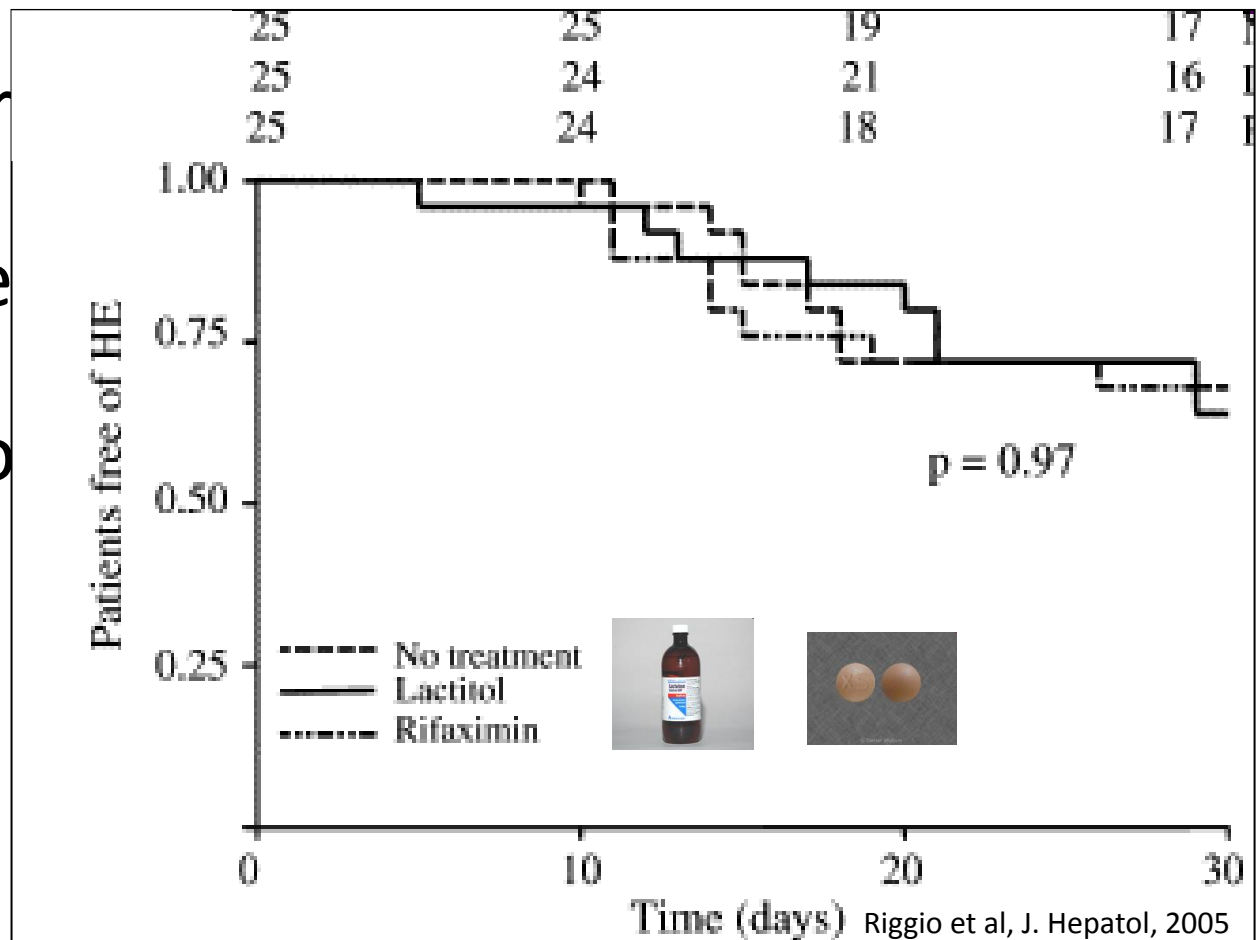 25 25 19 17
25 24 21 16
25 24 18 17
1.00
0.75
0.50
0.25
Patients free of HE
p = 0.97
No treatment
Lactitol
Rifaximin
0 10 20 30
Time (days) Riggio et al, J. Hepatol, 2005